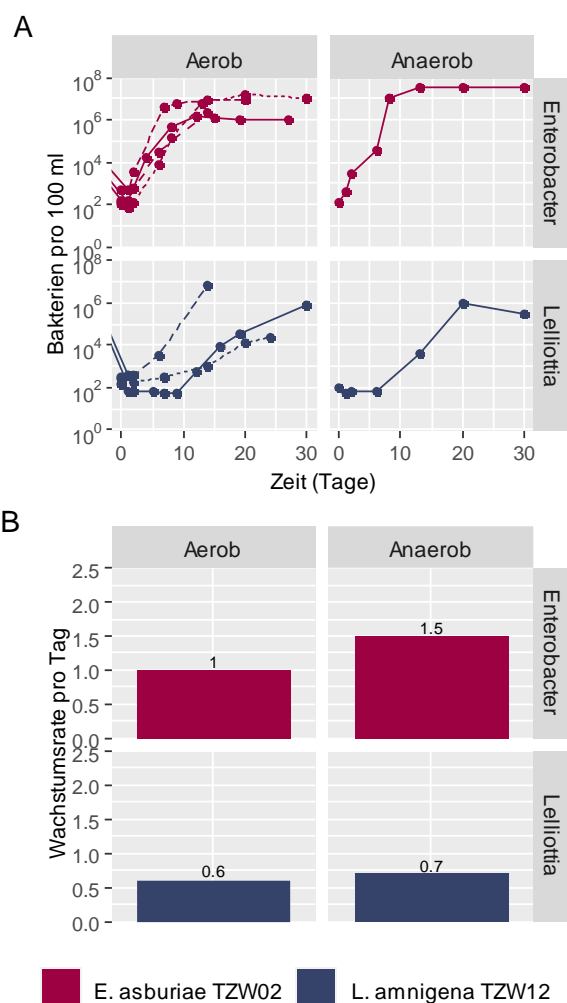 A
Aerob
Anaerob
Bakterien pro 100 ml
10^8
10^6
10^4
10^2
10^0
Enterobacter
10^8
10^6
10^4
10^2
10^0
Lelliottia
0 10 20 30
0 10 20 30
Zeit (Tage)
B
Aerob
Anaerob
Wachstumsrate pro Tag
2.5
2.0
1.5
1.0
0.5
0.0
1
1.5
Enterobacter
2.5
2.0
1.5
1.0
0.5
0.0
0.6
0.7
Lelliottia
E. asburiae TZW02
L. amnigena TZW12